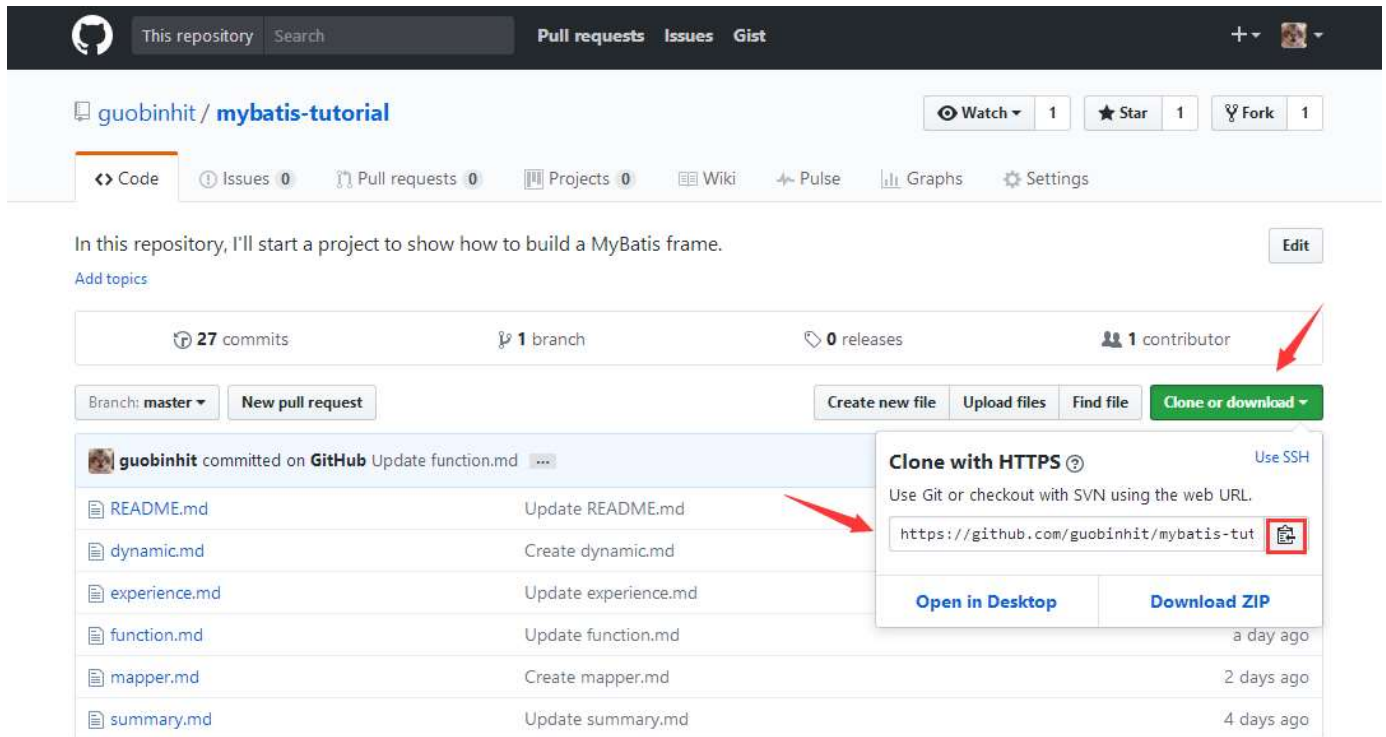 This repository Search Pull requests Issues Gist
guobinhit / mybatis-tutorial Watch 1 Star 1 Fork 1
Code Issues 0 Pull requests 0 Projects 0 Wiki Pulse Graphs Settings
In this repository, I'll start a project to show how to build a MyBatis frame. Edit
Add topics
27 commits 1 branch 0 releases 1 contributor
Branch: master New pull request Create new file Upload files Find file Clone or download
guobinhit committed on GitHub Update function.md ...
Clone with HTTPS ? Use SSH
Use Git or checkout with SVN using the web URL.
https://github.com/guobinhit/mybatis-tut
Open in Desktop Download ZIP
README.md Update README.md
dynamic.md Create dynamic.md
experience.md Update experience.md
function.md Update function.md a day ago
mapper.md Create mapper.md 2 days ago
summary.md Update summary.md 4 days ago